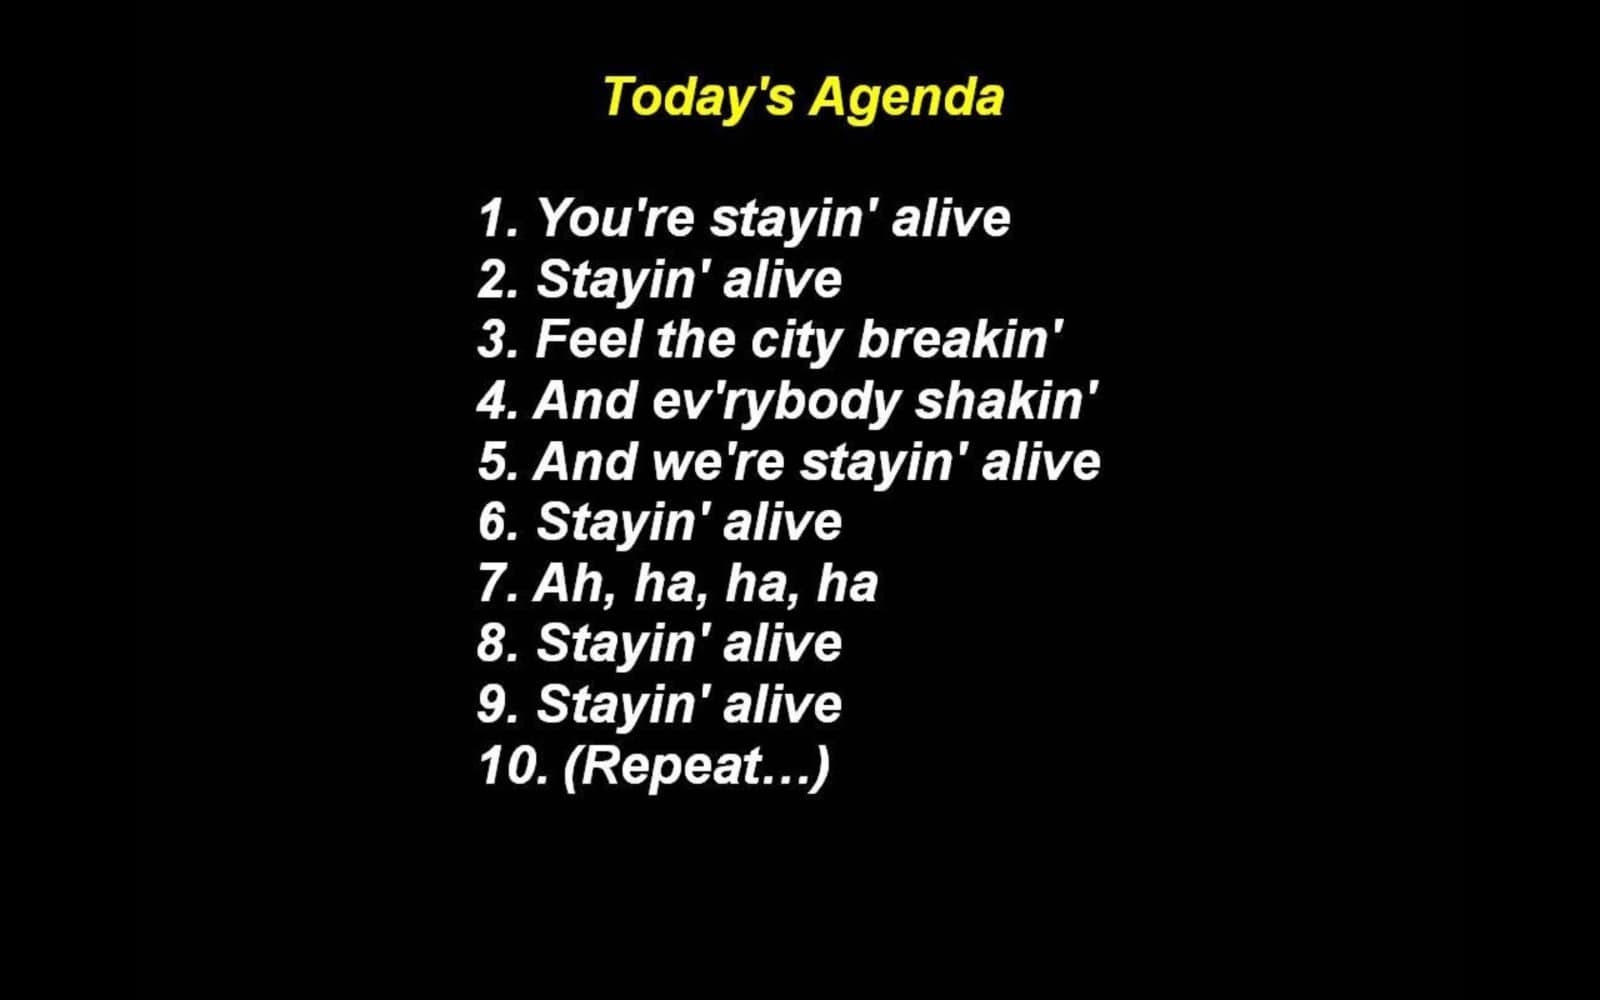 Today's Agenda
1. You're stayin' alive
2. Stayin' alive
3. Feel the city breakin'
4. And ev'rybody shakin'
5. And we're stayin' alive
6. Stayin' alive
7. Ah, ha, ha, ha
8. Stayin' alive
9. Stayin' alive
10. (Repeat...)